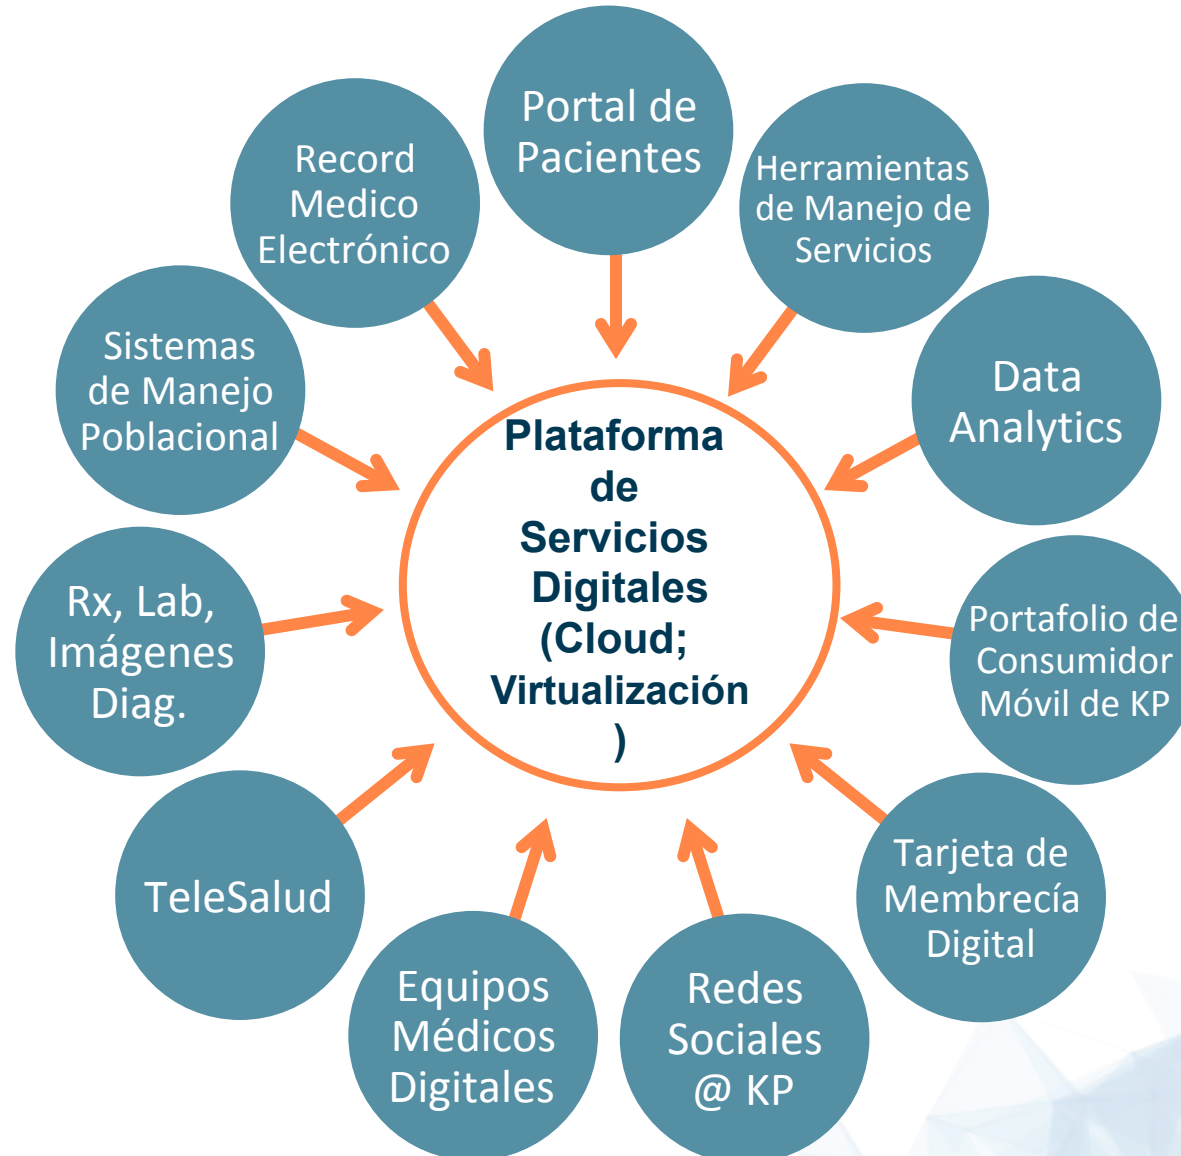 Portal de
Pacientes
Herramientas
de Manejo de
Servicios
Data
Analytics
Portafolio de
Consumidor
Móvil de KP
Tarjeta de
Membrecía
Digital
Redes
Sociales
@ KP
Equipos
Médicos
Digitales
TeleSalud
Rx, Lab,
Imágenes
Diag.
Sistemas
de Manejo
Poblacional
Record
Medico
Electrónico
Plataforma
de
Servicios
Digitales
(Cloud;
Virtualización
)